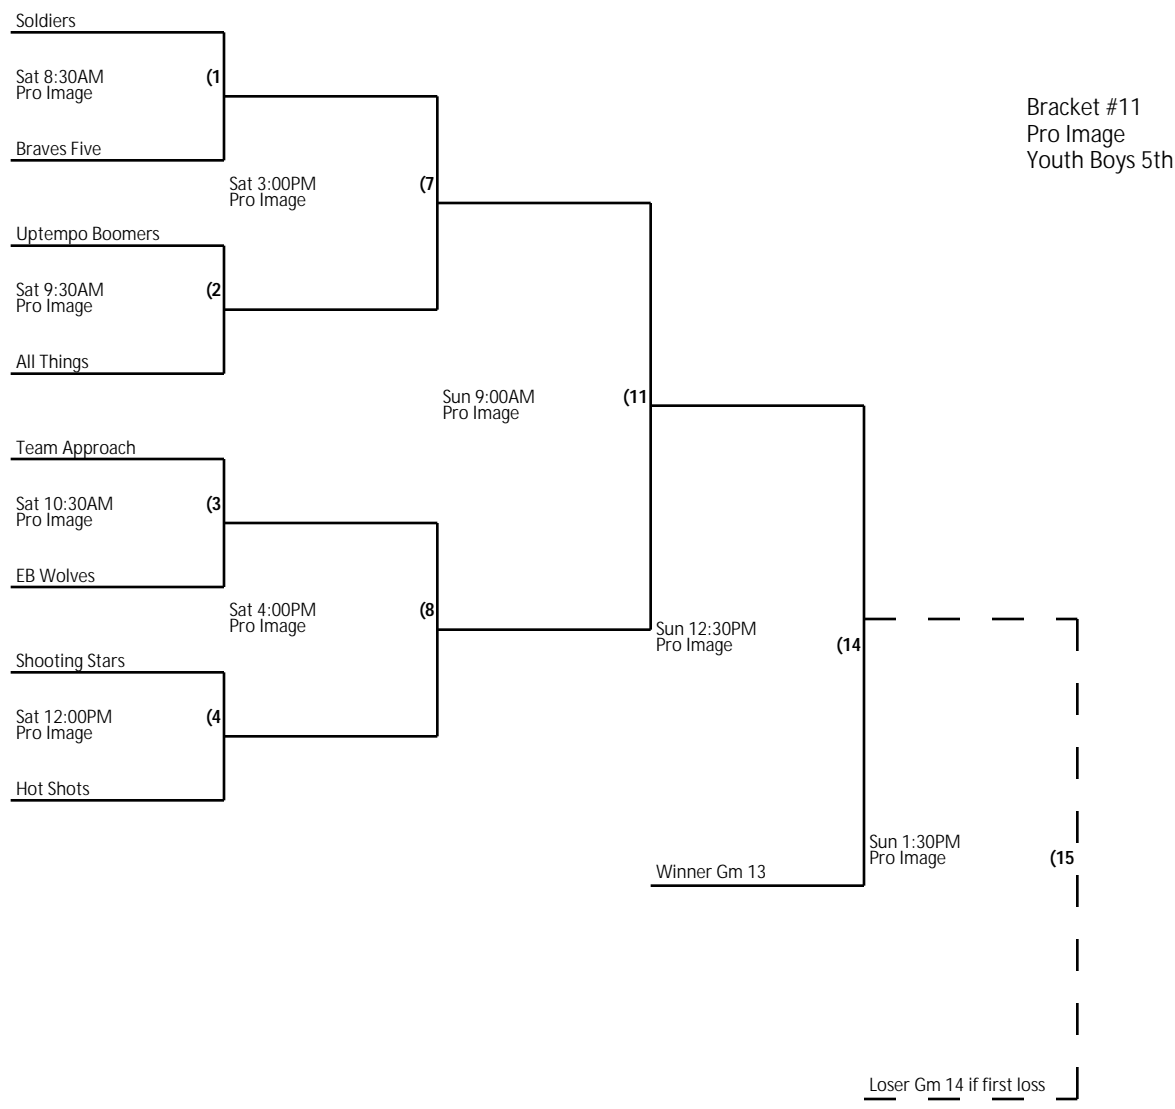 Soldiers
Sat 8:30AM
Pro Image
(1
Braves Five
Bracket #11
Pro Image
Youth Boys 5th
Sat 3:00PM
Pro Image
(7
Uptempo Boomers
Sat 9:30AM
Pro Image
(2
All Things
Sun 9:00AM
Pro Image
(11
Team Approach
Sat 10:30AM
Pro Image
(3
EB Wolves
Sat 4:00PM
Pro Image
(8
Shooting Stars
Sat 12:00PM
Pro Image
(4
Hot Shots
Sun 12:30PM
Pro Image
(14
Winner Gm 13
Sun 1:30PM
Pro Image
(15
Loser Gm 14 if first loss